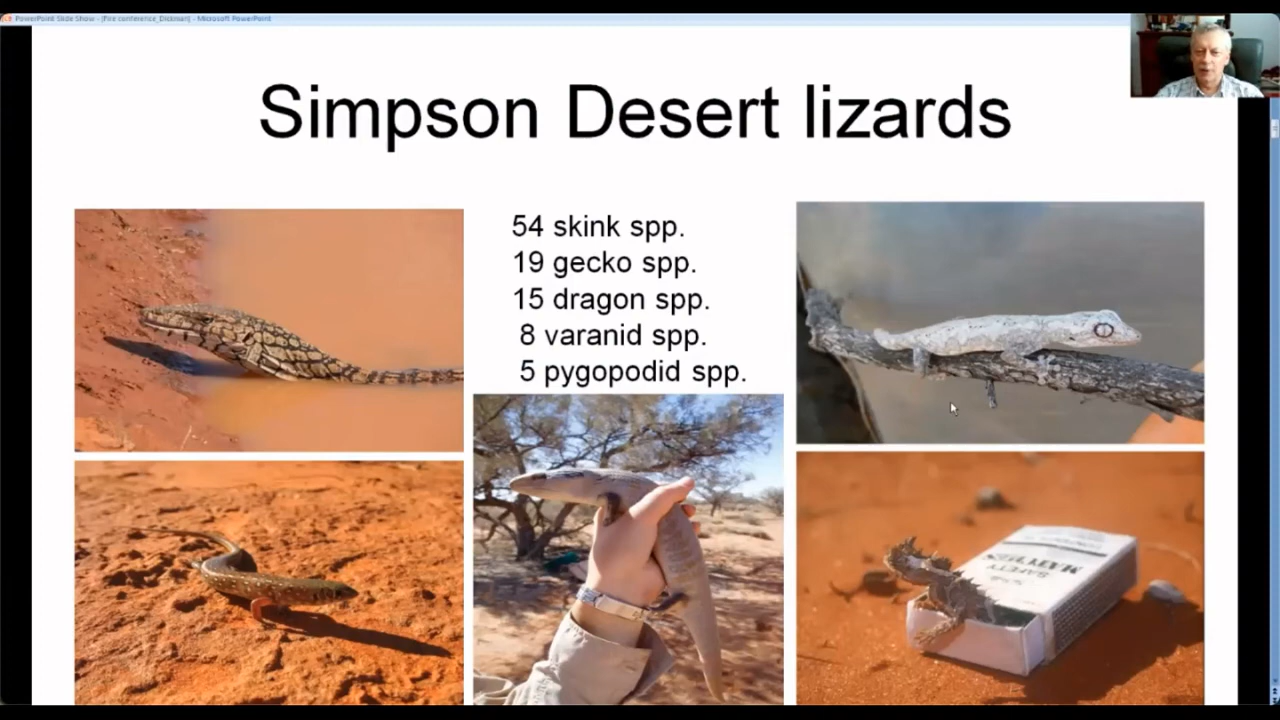 PowerPoint Slide Show - [Fire conference_Dickman] - Microsoft PowerPoint
Simpson Desert lizards
54 skink spp.
19 gecko spp.
15 dragon spp.
8 varanid spp.
5 pygopodid spp.
SAFETY
MATCHES